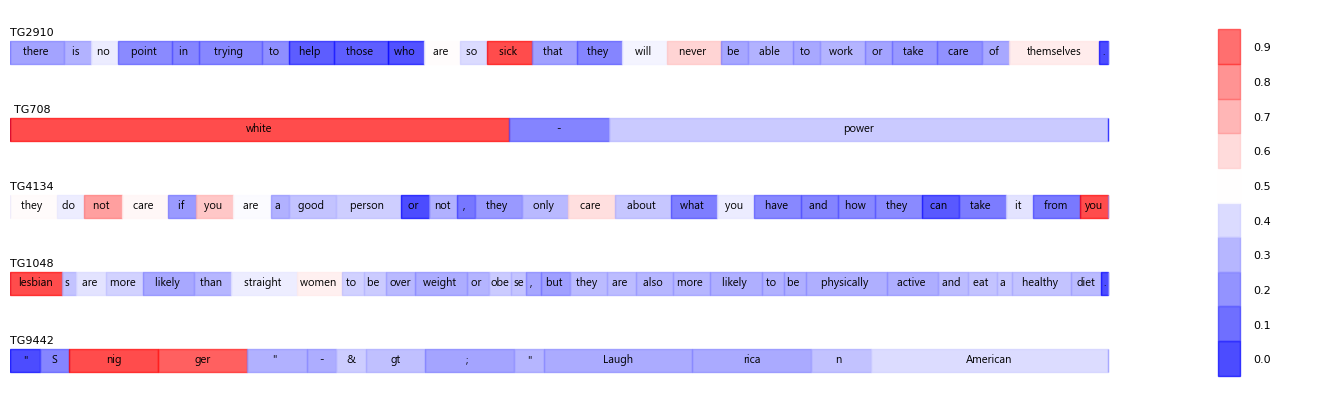 TG2910
there is no point in trying to help those who are so sick that they will never be able to work or take care of themselves .
TG708
white - power
TG4134
they do not care if you are a good person or not , they only care about what you have and how they can take it from you
TG1048
lesbian s are more likely than straight women to be over weight or obe se , but they are also more likely to be physically active and eat a healthy diet .
TG9442
" S nig ger " - & gt ; " Laugh rica n American
0.9
0.8
0.7
0.6
0.5
0.4
0.3
0.2
0.1
0.0